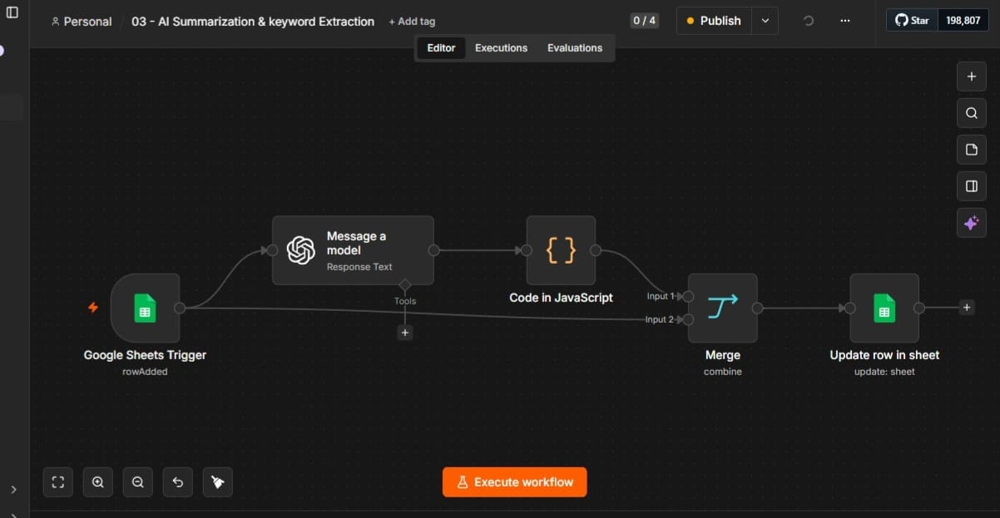 Personal / 03 - AI Summarization & keyword Extraction + Add tag
0 / 4
Publish
Star 198,807
Editor Executions Evaluations
Message a
model
Response Text
Tools
Code in JavaScript
Input 1
Input 2
Google Sheets Trigger
rowAdded
Merge
combine
Update row in sheet
update: sheet
Execute workflow